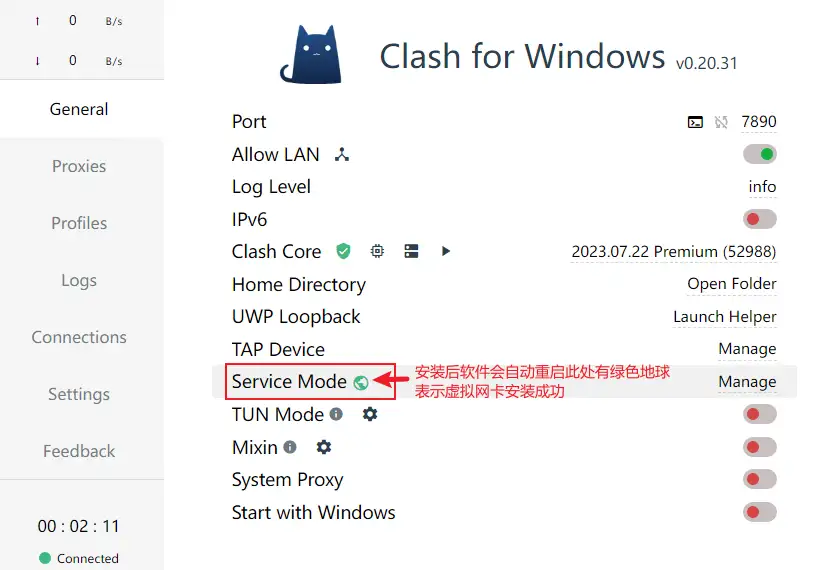 ↑ 0 B/s
↓ 0 B/s
General
Proxies
Profiles
Logs
Connections
Settings
Feedback
00 : 02 : 11
Connected
Clash for Windows v0.20.31
Port 7890
Allow LAN
Log Level info
IPv6
Clash Core 2023.07.22 Premium (52988)
Home Directory Open Folder
UWP Loopback Launch Helper
TAP Device Manage
Service Mode Manage
安装后软件会自动重启此处有绿色地球
表示虚拟网卡安装成功
TUN Mode
Mixin
System Proxy
Start with Windows